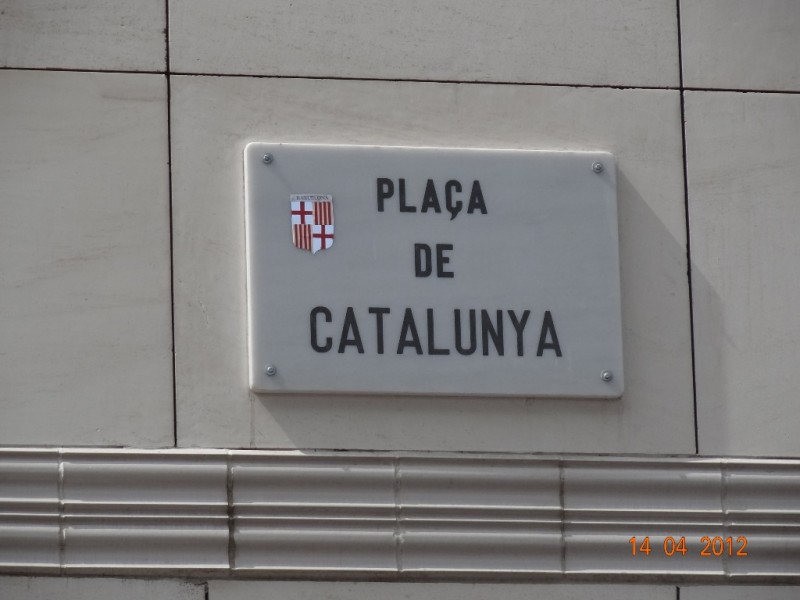 PLAÇA
DE
CATALUNYA
14 04 2012